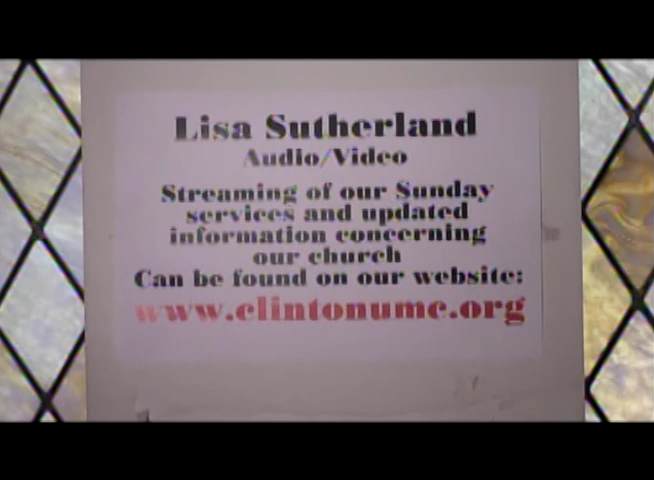 Lisa Sutherland
Audio/Video
Streaming of our Sunday
services and updated
information concerning
our church
Can be found on our website:
www.clintonumc.org